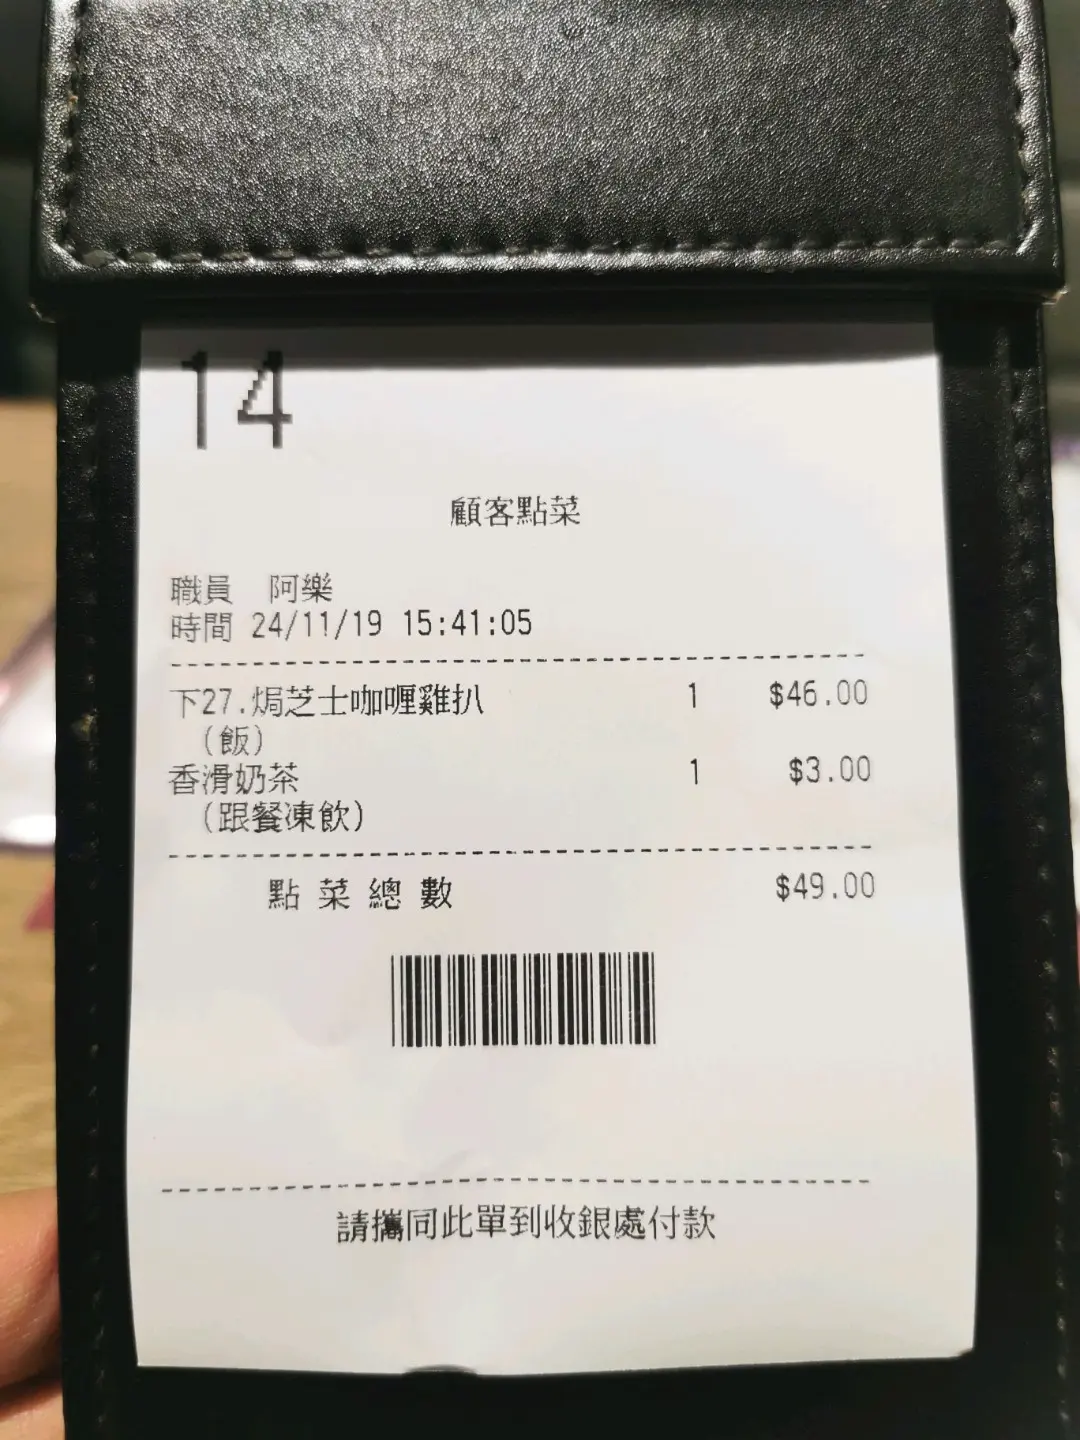 14
顧客點菜
職員 阿樂
時間 24/11/19 15:41:05
下27.焗芝士咖喱雞扒 1 $46.00
(飯)
香滑奶茶 1 $3.00
(跟餐凍飲)
點菜總數 $49.00
請攜同此單到收銀處付款